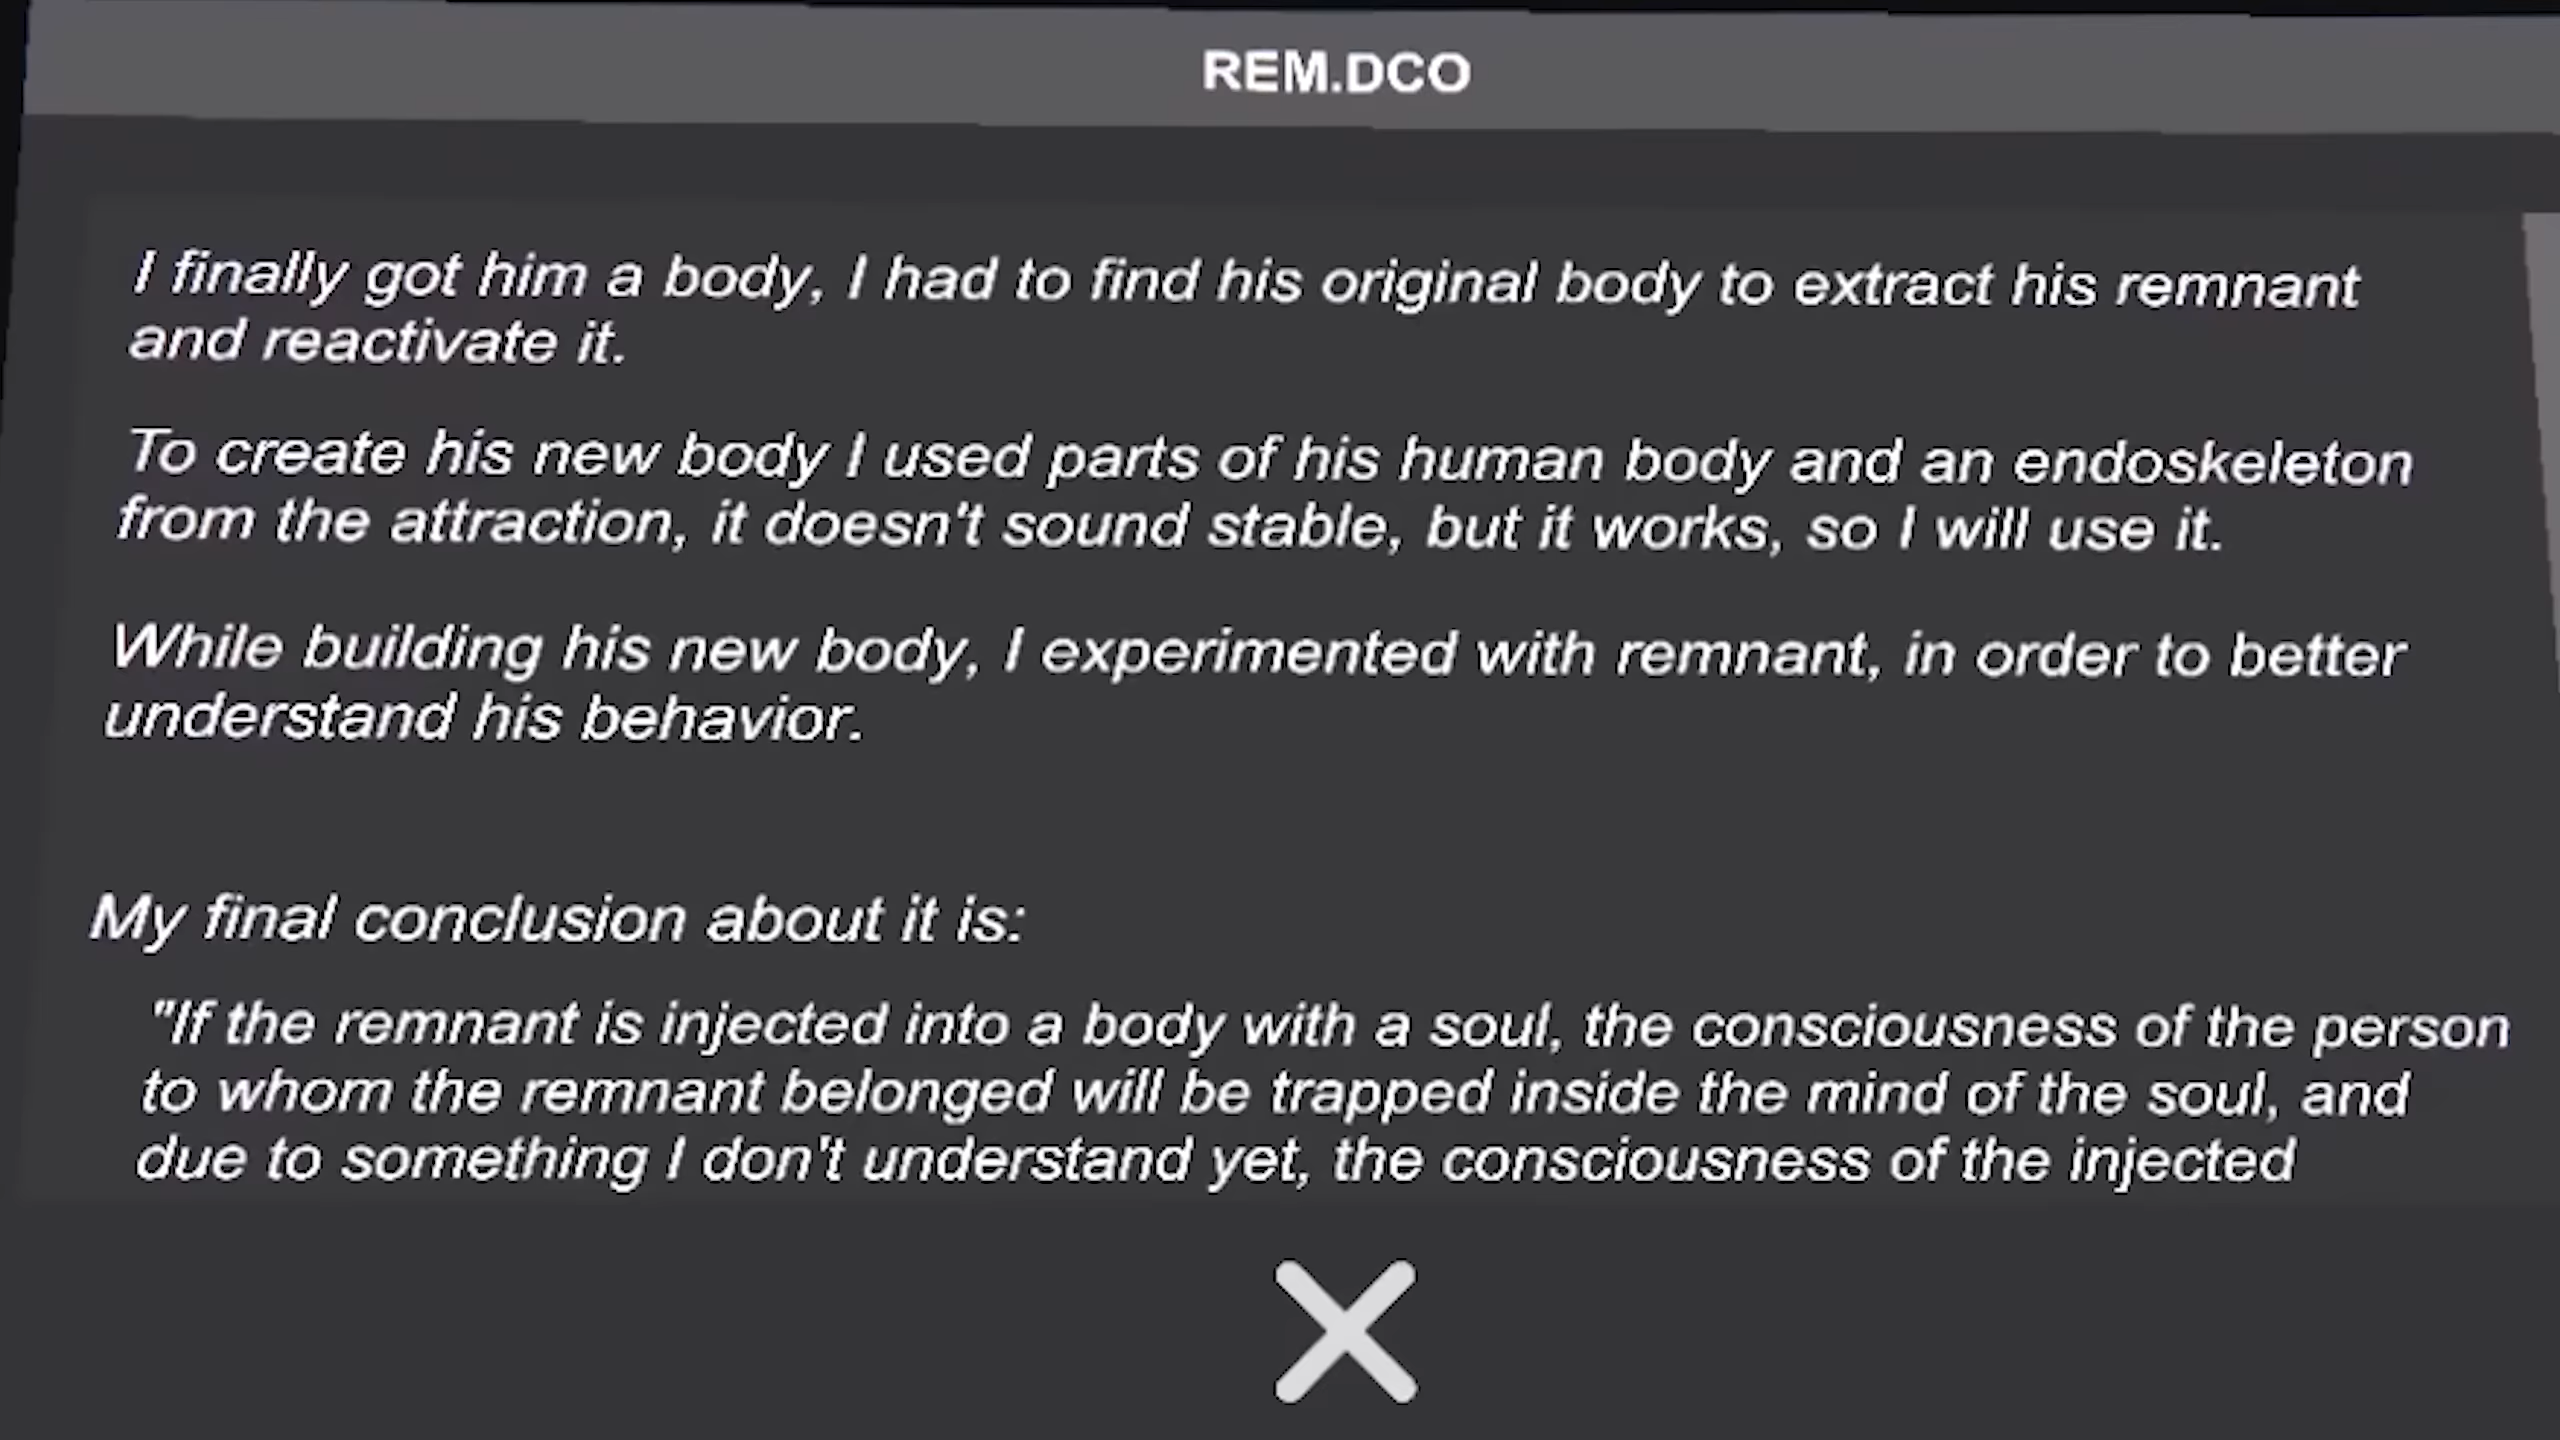 REM.DCO
I finally got him a body, I had to find his original body to extract his remnant
and reactivate it.
To create his new body I used parts of his human body and an endoskeleton
from the attraction, it doesn't sound stable, but it works, so I will use it.
While building his new body, I experimented with remnant, in order to better
understand his behavior.
My final conclusion about it is:
"If the remnant is injected into a body with a soul, the consciousness of the person
to whom the remnant belonged will be trapped inside the mind of the soul, and
due to something I don't understand yet, the consciousness of the injected